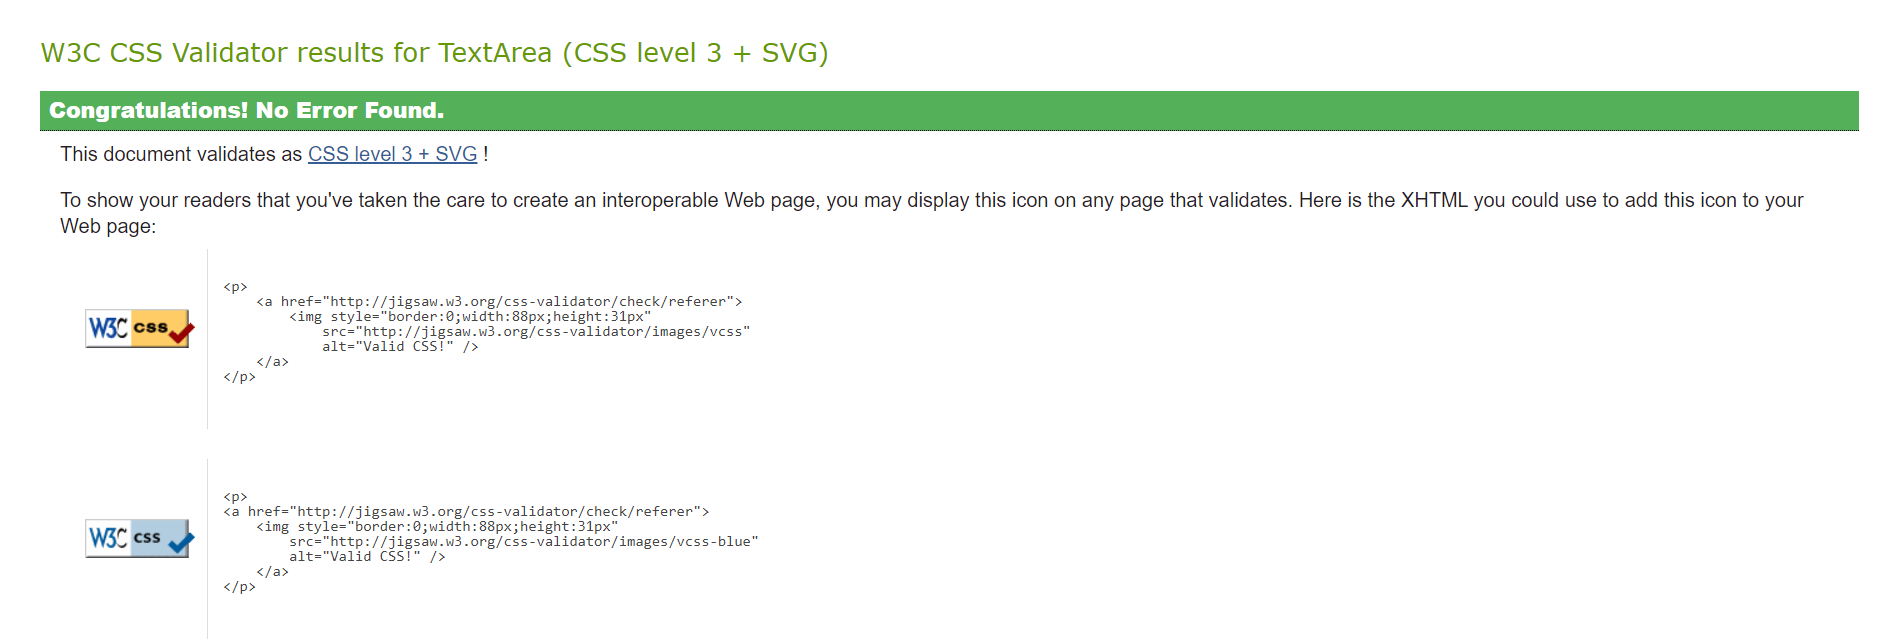 W3C CSS Validator results for TextArea (CSS level 3 + SVG)
Congratulations! No Error Found.
This document validates as CSS level 3 + SVG !
To show your readers that you've taken the care to create an interoperable Web page, you may display this icon on any page that validates. Here is the XHTML you could use to add this icon to your
Web page:
W3C css
<p>
    <a href="http://jigsaw.w3.org/css-validator/check/referer">
        <img style="border:0;width:88px;height:31px"
            src="http://jigsaw.w3.org/css-validator/images/vcss"
            alt="Valid CSS!" />
    </a>
</p>
W3C css
<p>
<a href="http://jigsaw.w3.org/css-validator/check/referer">
    <img style="border:0;width:88px;height:31px"
        src="http://jigsaw.w3.org/css-validator/images/vcss-blue"
        alt="Valid CSS!" />
    </a>
</p>